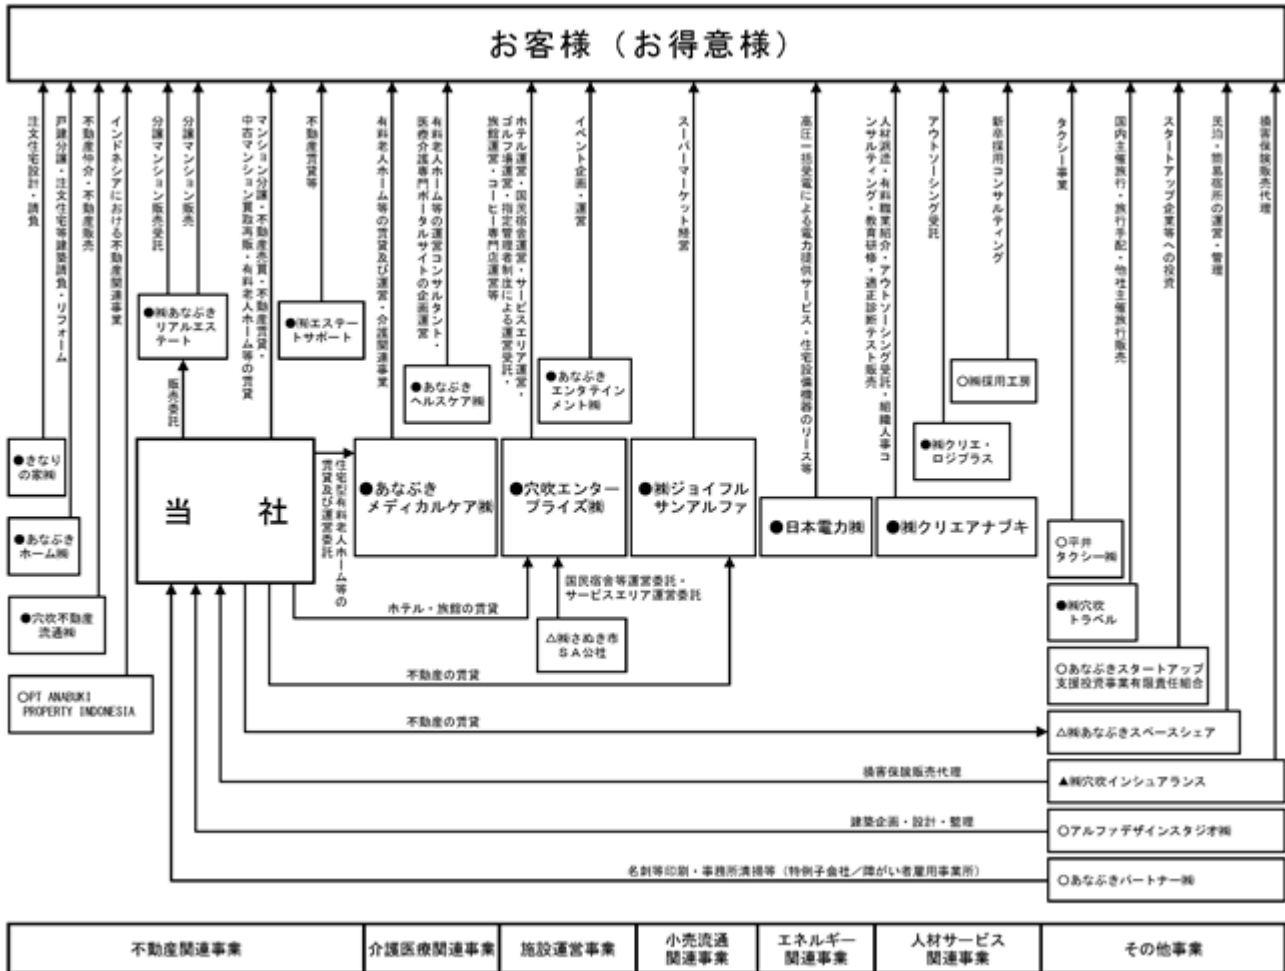 お客様（お得意様）
注文住宅設計・請負
戸建分譲・注文住宅等建築請負・リフォーム
不動産仲介・不動産販売
インドネシアにおける不動産関連事業
分譲マンション販売受託
分譲マンション販売
マンション分譲・不動産売買・不動産賃貸・
中古マンション買取再販・有料老人ホーム等の賃貸
不動産賃貸等
有料老人ホーム等の賃貸及び運営・介護関連事業
有料老人ホーム等の運営コンサルタント・
医療介護専門ポータルサイトの企画運営
ホテル運営・国民宿舎運営・サービスエリア運営・
ゴルフ場運営・指定管理者制度による運営受託・
旅館運営・コーヒー専門店運営等
イベント企画・運営
スーパーマーケット経営
高圧一括受電による電力提供サービス・住宅設備機器のリース等
人材派遣・有料職業紹介・アウトソーシング受託・組織人事コ
ンサルティング・教育研修・適正診断テスト販売
アウトソーシング受託
新卒採用コンサルティング
タクシー事業
国内主催旅行・旅行手配・他社主催旅行販売
スタートアップ企業等への投資
民泊・簡易宿所の運営・管理
損害保険販売代理
●㈱あなぶき
リアルエス
テート
販売委託
●㈲エステー
トサポート
●あなぶき
ヘルスケア㈱
●あなぶき
エンタテイン
メント㈱
○㈱採用工房
●㈱クリエ・
ロジプラス
●きなり
の家㈱
●あなぶき
ホーム㈱
●穴吹不動産
流通㈱
○PT ANABUKI
PROPERTY INDONESIA
当　社
住宅型有料老人ホーム等の
賃貸及び運営委託
●あなぶき
メディカルケア㈱
●穴吹エンター
プライズ㈱
●㈱ジョイフル
サンアルファ
●日本電力㈱
●㈱クリエアナブキ
○平井
タクシー㈱
●㈱穴吹
トラベル
○あなぶきスタートアップ
支援投資事業有限責任組合
△㈱あなぶきスペースシェア
▲㈱穴吹インシュアランス
○アルファデザインスタジオ㈱
○あなぶきパートナー㈱
国民宿舎等運営委託・
サービスエリア運営委託
ホテル・旅館の賃貸
△㈱さぬき市
ＳＡ公社
不動産の賃貸
不動産の賃貸
損害保険販売代理
建築企画・設計・監理
名刺等印刷・事務所清掃等（特例子会社／障がい者雇用事業所）
不動産関連事業
介護医療関連事業
施設運営事業
小売流通
関連事業
エネルギー
関連事業
人材サービス
関連事業
その他事業